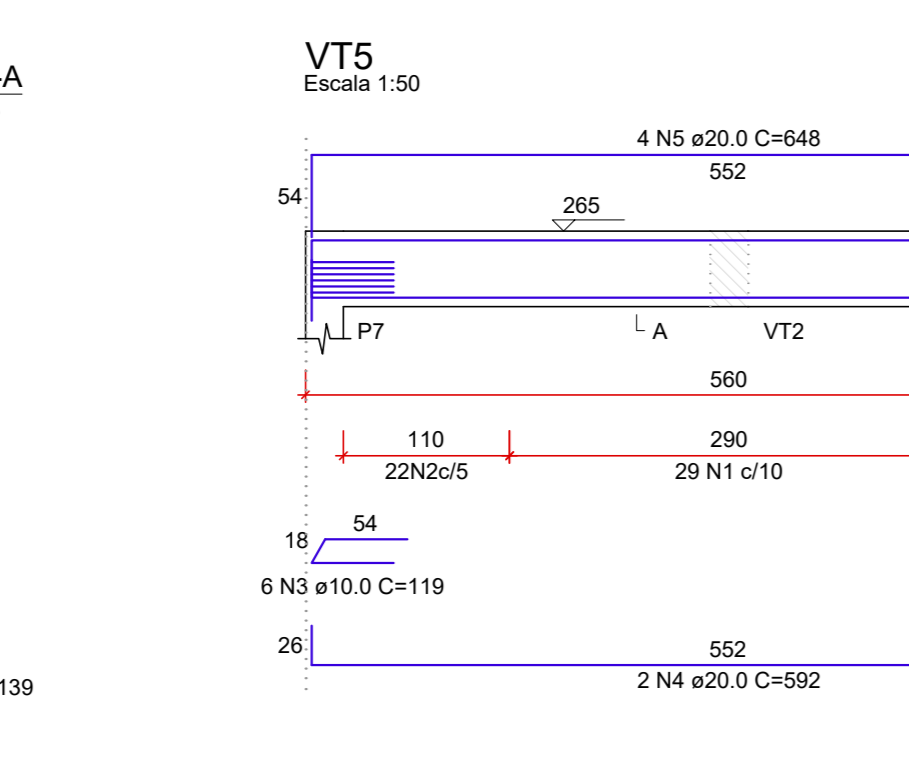 -A
VT5
Escala 1:50
4 N5 ø20.0 C=648
552
54
265
P7
A
VT2
560
110
290
22N2c/5
29 N1 c/10
54
18
6 N3 ø10.0 C=119
26
552
2 N4 ø20.0 C=592
139